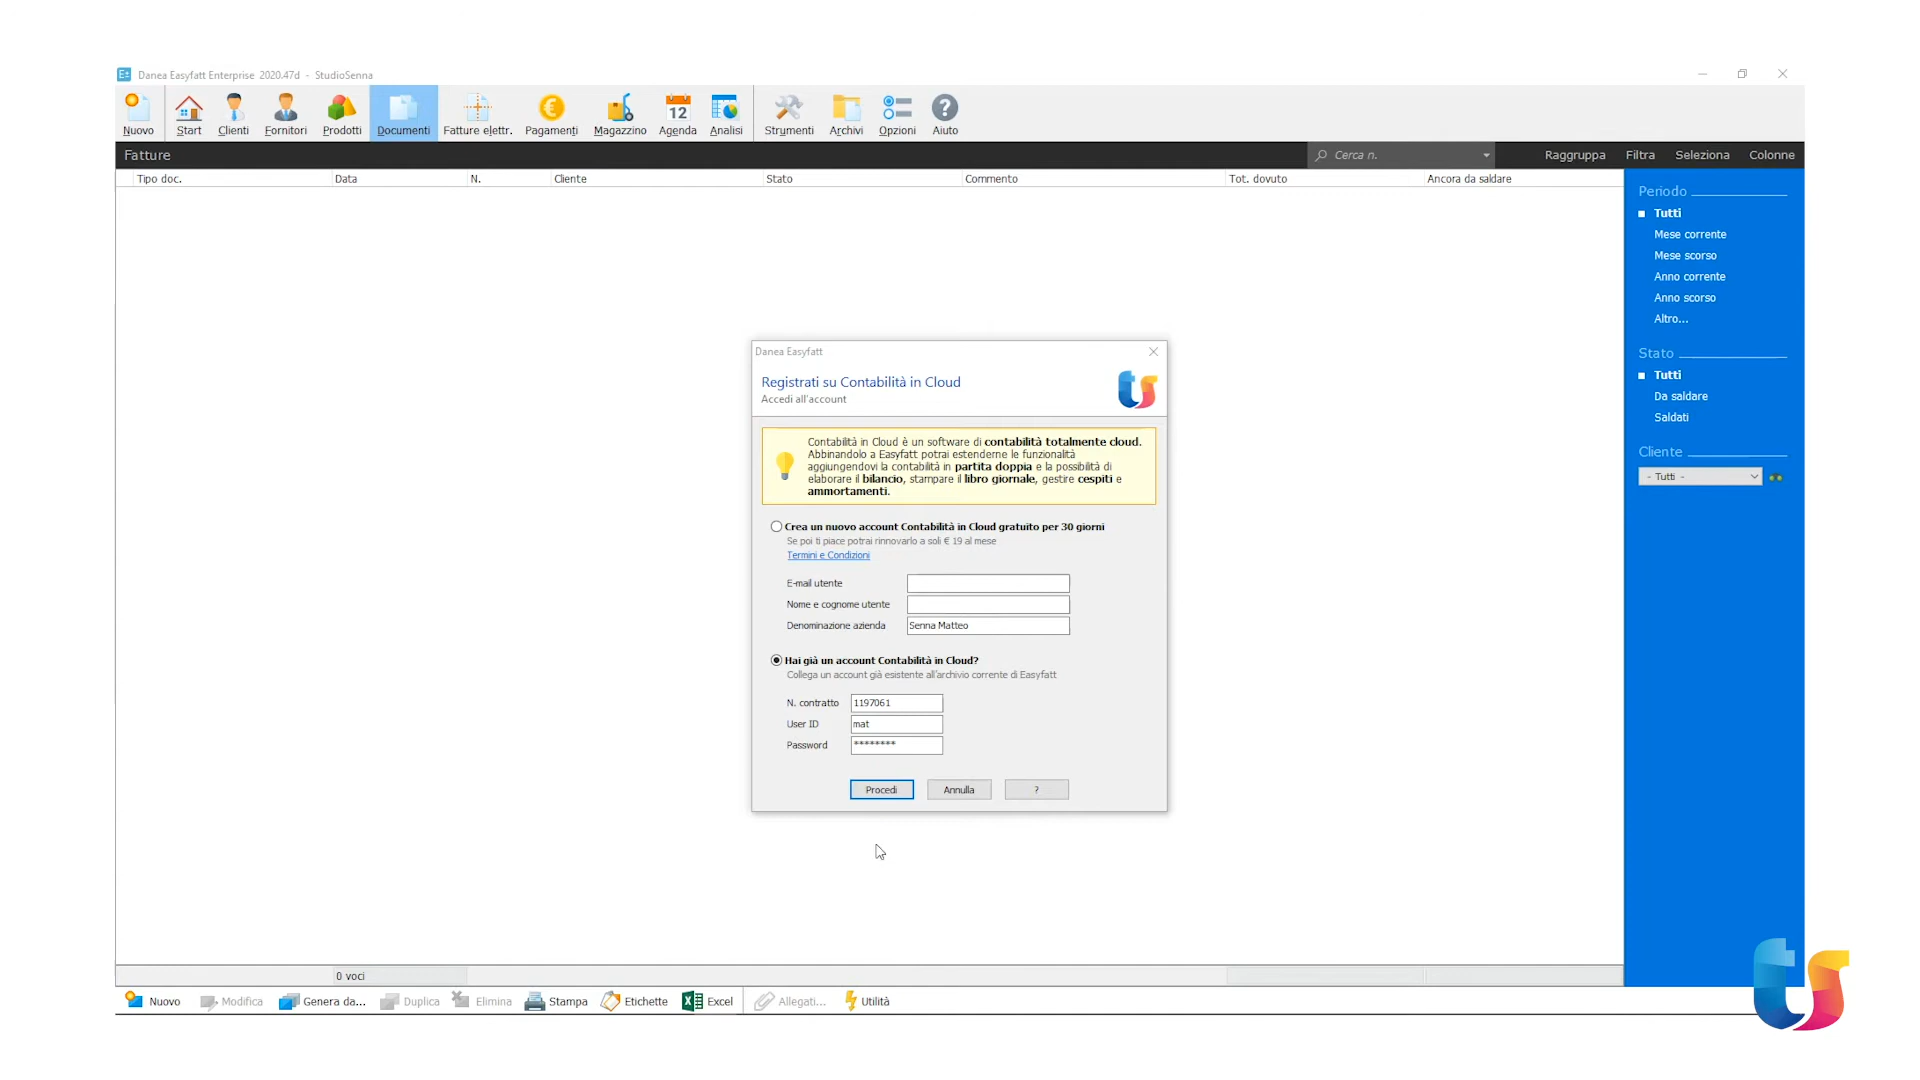 Danea Easyfatt Enterprise 2020.47d - StudioSenna
Nuovo
Start
Clienti
Fornitori
Prodotti
Documenti
Fatture elettr.
Pagamenti
Magazzino
12
Agenda
Analisi
Strumenti
Archivi
Opzioni
Aiuto
Fatture
Cerca n.
Raggruppa
Filtra
Seleziona
Colonne
Tipo doc.
Data
N.
Cliente
Stato
Commento
Tot. dovuto
Ancora da saldare
Periodo
Tutti
Mese corrente
Mese scorso
Anno corrente
Anno scorso
Altro...
Stato
Tutti
Da saldare
Saldati
Cliente
- Tutti -
Danea Easyfatt
Registrati su Contabilità in Cloud
Accedi all'account
Contabilità in Cloud è un software di contabilità totalmente cloud.
Abbinandolo a Easyfatt potrai estenderne le funzionalità
aggiungendovi la contabilità in partita doppia e la possibilità di
elaborare il bilancio, stampare il libro giornale, gestire cespiti e
ammortamenti.
Crea un nuovo account Contabilità in Cloud gratuito per 30 giorni
Se poi ti piace potrai rinnovarlo a soli € 19 al mese
Termini e Condizioni
E-mail utente
Nome e cognome utente
Denominazione azienda
Senna Matteo
Hai già un account Contabilità in Cloud?
Collega un account già esistente all'archivio corrente di Easyfatt
N. contratto
1197061
User ID
mat
Password
********
Procedi
Annulla
?
0 voci
Nuovo
Modifica
Genera da...
Duplica
Elimina
Stampa
Etichette
Excel
Allegati...
Utilità